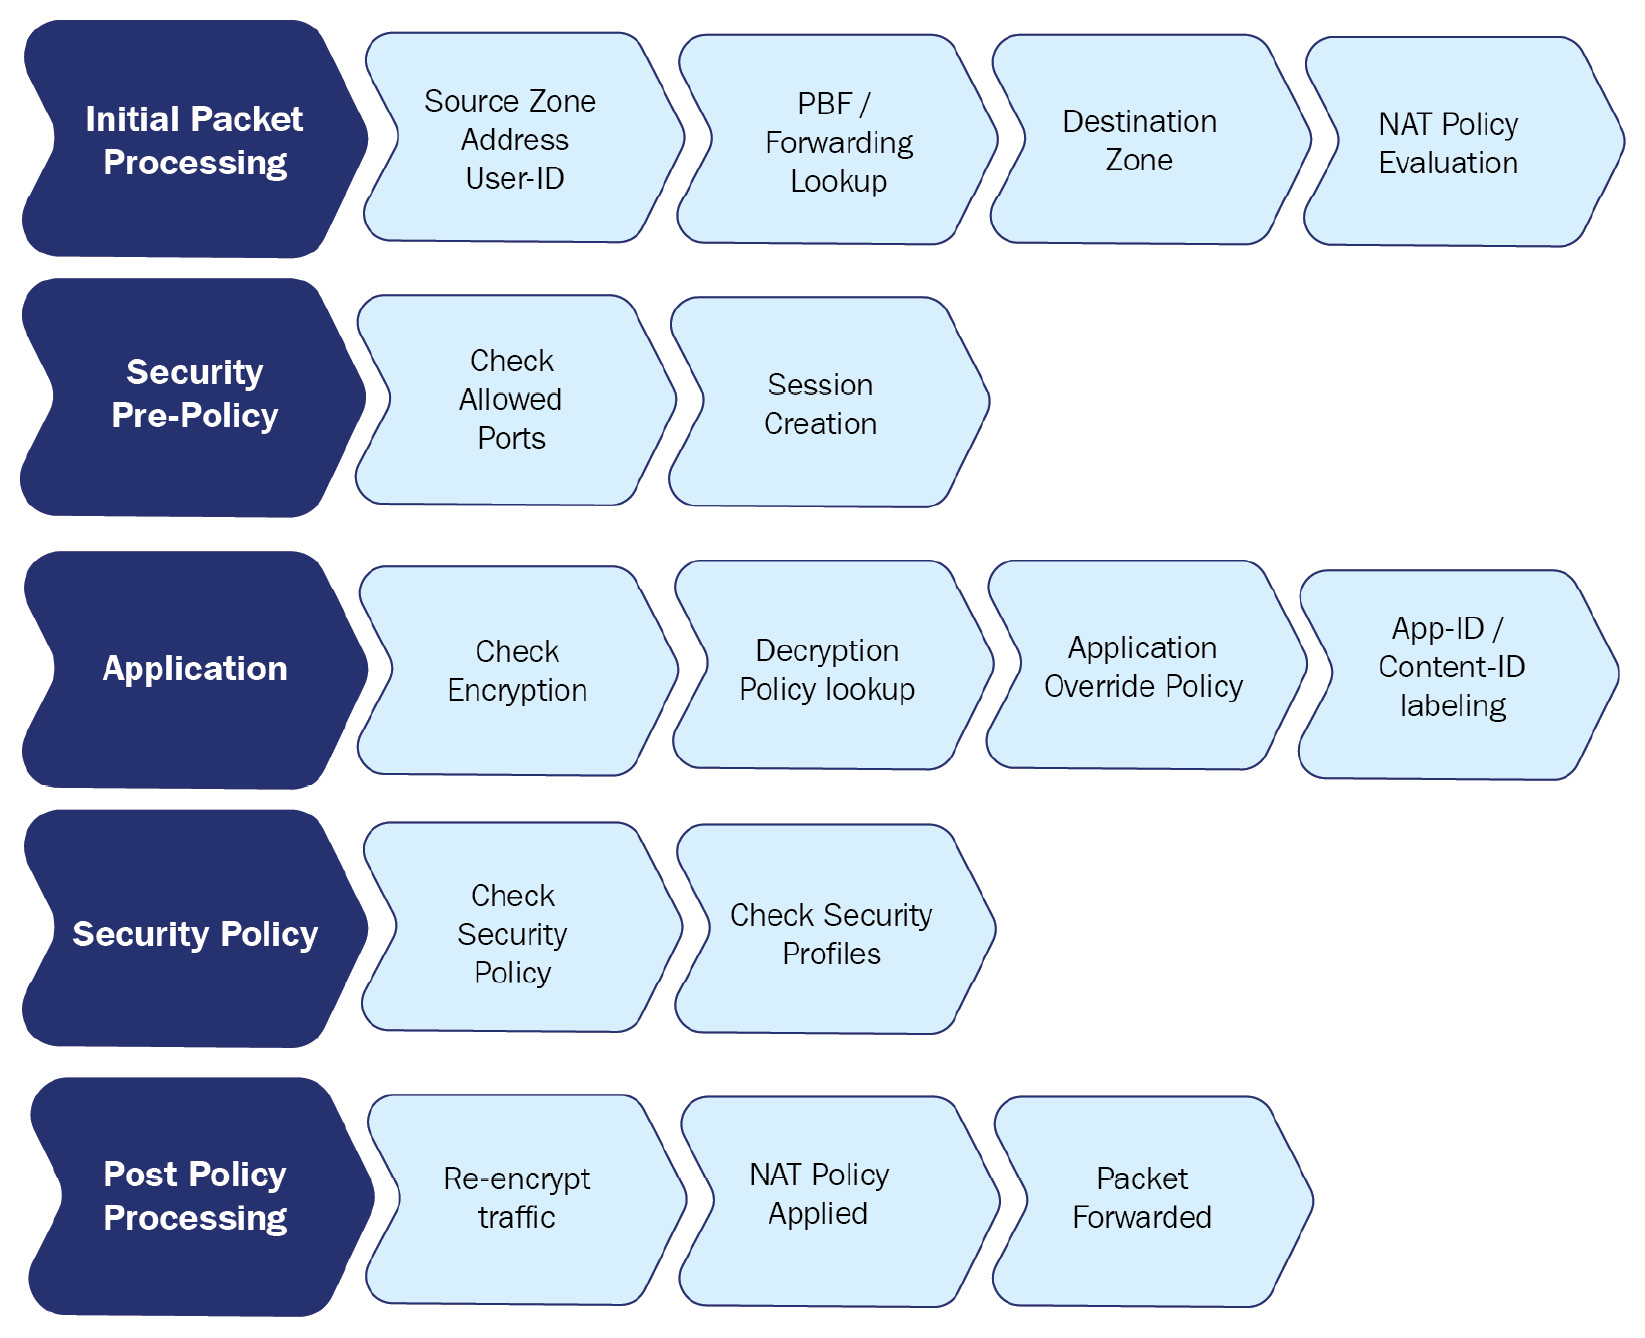 Initial Packet
Processing
Source Zone
Address
User-ID
PBF /
Forwarding
Lookup
Destination
Zone
NAT Policy
Evaluation
Security
Pre-Policy
Check
Allowed
Ports
Session
Creation
Application
Check
Encryption
Decryption
Policy lookup
Application
Override Policy
App-ID /
Content-ID
labeling
Security Policy
Check
Security
Policy
Check Security
Profiles
Post Policy
Processing
Re-encrypt
traffic
NAT Policy
Applied
Packet
Forwarded